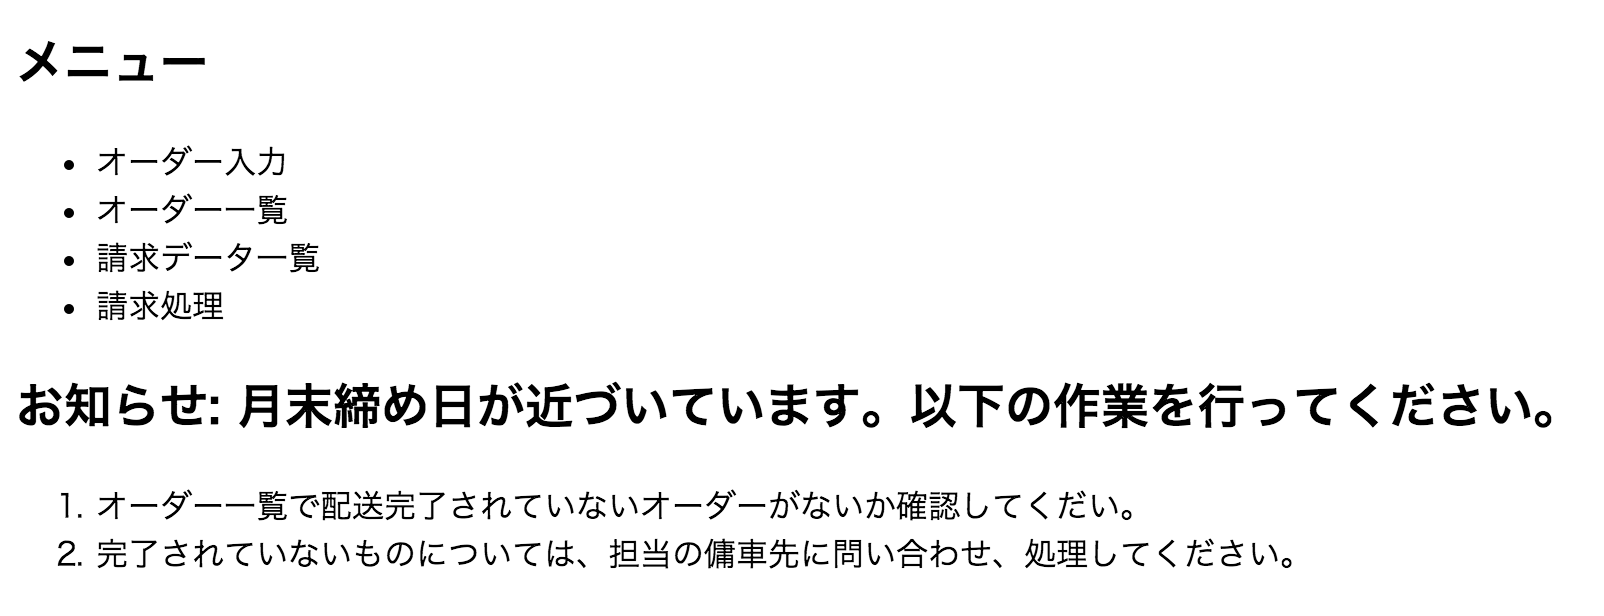 メニュー
• オーダー入力
• オーダー一覧
• 請求データ一覧
• 請求処理
お知らせ: 月末締め日が近づいています。以下の作業を行ってください。
1. オーダー一覧で配送完了されていないオーダーがないか確認してくだい。
2. 完了されていないものについては、担当の傭車先に問い合わせ、処理してください。